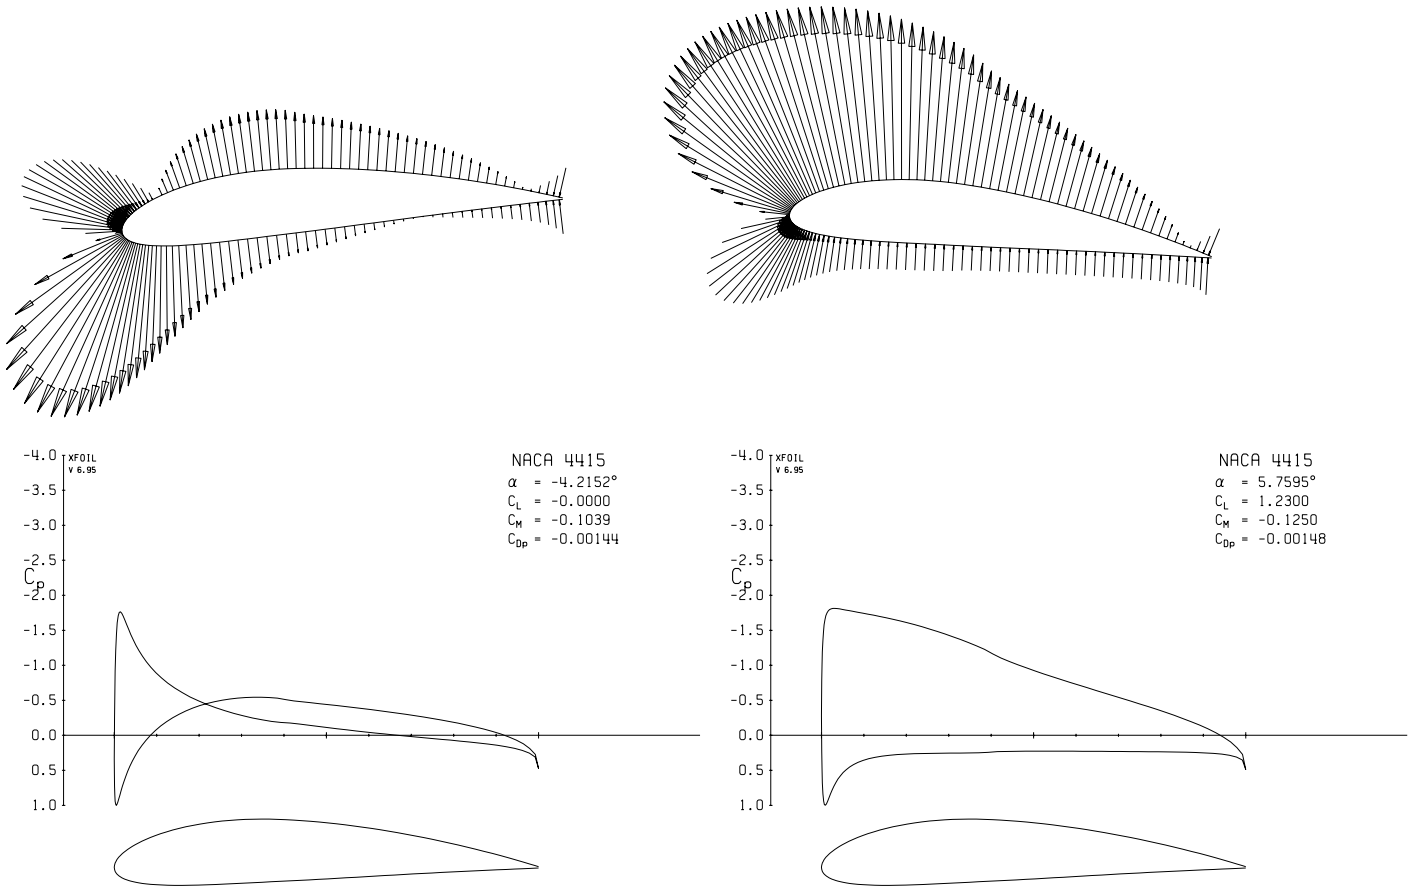 -4.0 XFOIL
V 6.95
-3.5
-3.0
-2.5
Cp
-2.0
-1.5
-1.0
-0.5
0.0
0.5
1.0
NACA 4415
α = -4.2152°
CL = -0.0000
CM = -0.1039
CDp = -0.00144
-4.0 XFOIL
V 6.95
-3.5
-3.0
-2.5
Cp
-2.0
-1.5
-1.0
-0.5
0.0
0.5
1.0
NACA 4415
α = 5.7595°
CL = 1.2300
CM = -0.1250
CDp = -0.00148